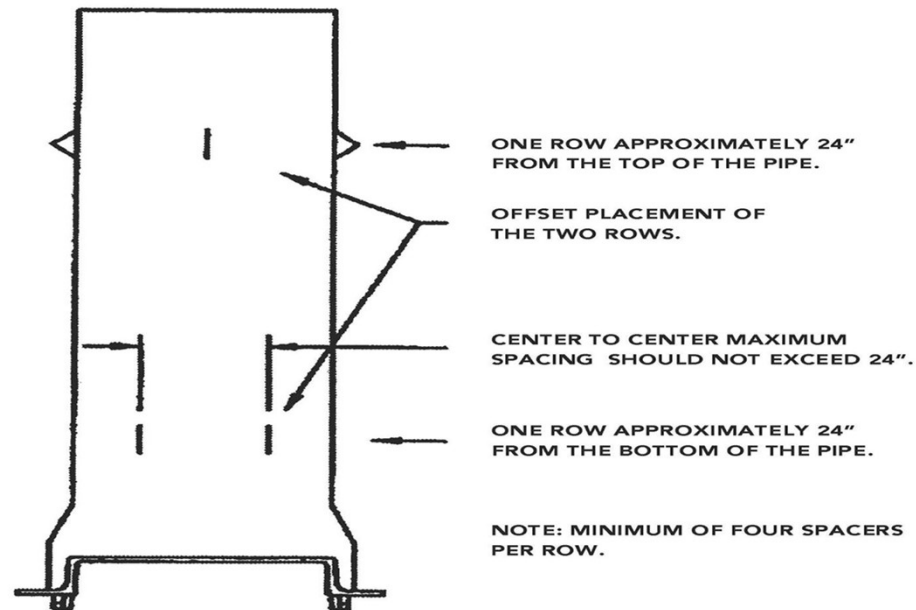 ONE ROW APPROXIMATELY 24”
FROM THE TOP OF THE PIPE.
OFFSET PLACEMENT OF
THE TWO ROWS.
CENTER TO CENTER MAXIMUM
SPACING SHOULD NOT EXCEED 24”.
ONE ROW APPROXIMATELY 24”
FROM THE BOTTOM OF THE PIPE.
NOTE: MINIMUM OF FOUR SPACERS
PER ROW.